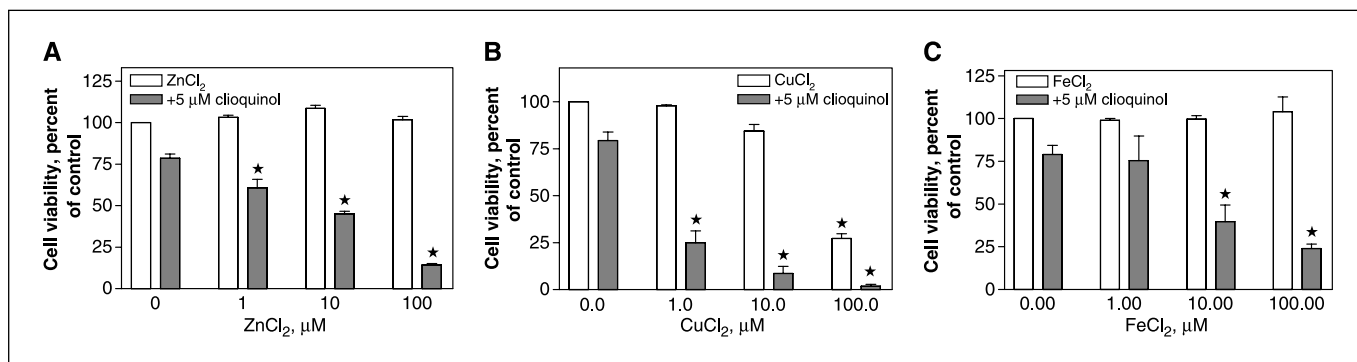 A
Cell viability, percent
of control
125
100
75
50
25
0
ZnCl₂
+5 μM clioquinol
★
★
★
0
1
10
100
ZnCl₂, μM
B
Cell viability, percent
of control
100
75
50
25
0
CuCl₂
+5 μM clioquinol
★
★
★
★
0.0
1.0
10.0
100.0
CuCl₂, μM
C
Cell viability, percent
of control
125
100
75
50
25
0
FeCl₂
+5 μM clioquinol
★
★
0.00
1.00
10.00
100.00
FeCl₂, μM